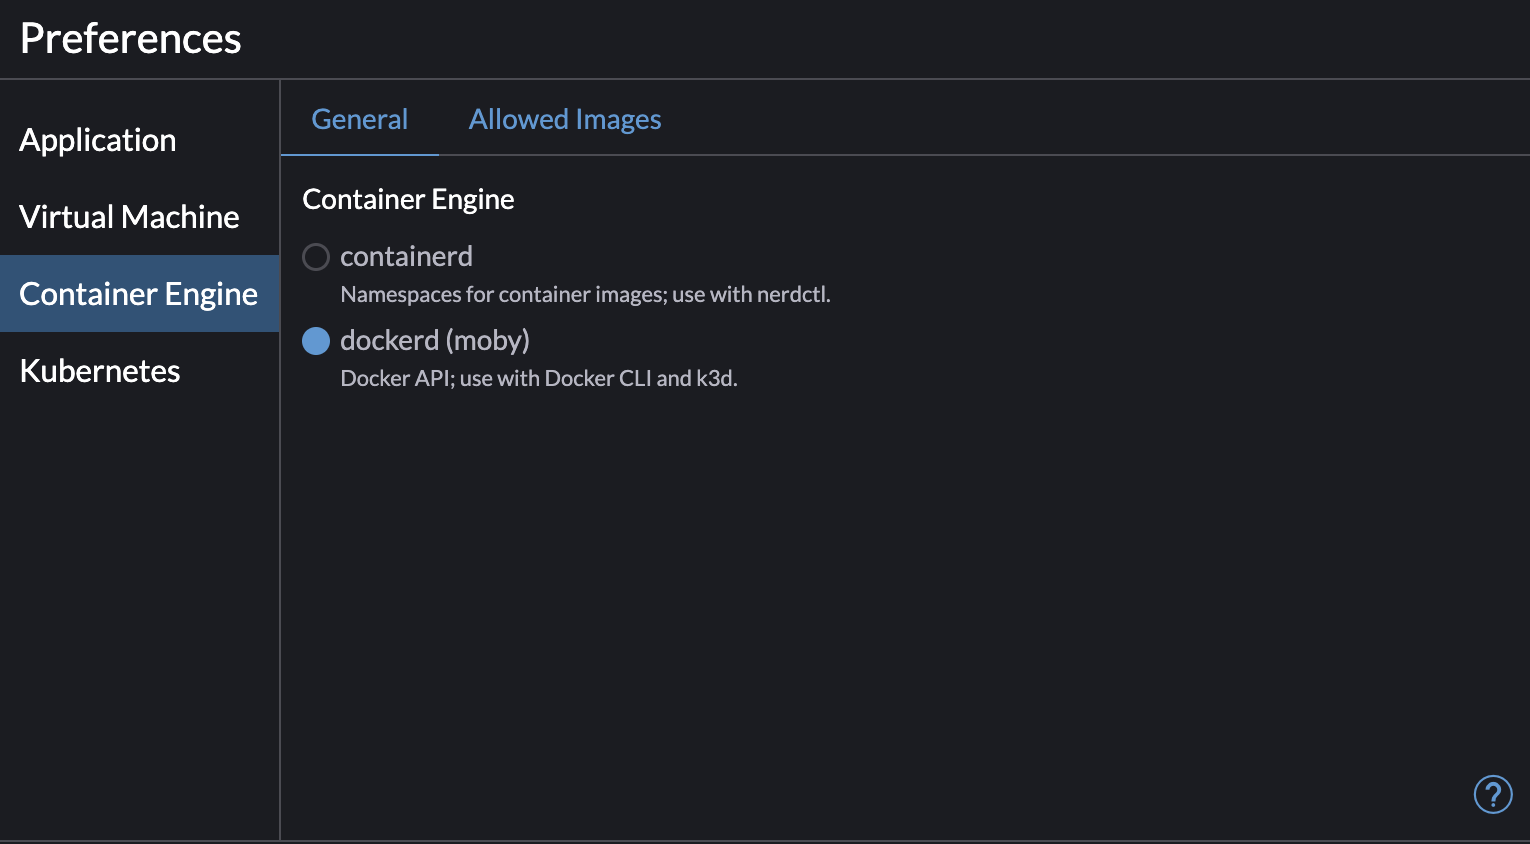 Preferences
Application
Virtual Machine
Container Engine
Kubernetes
General
Allowed Images
Container Engine
containerd
Namespaces for container images; use with nerdctl.
dockerd (moby)
Docker API; use with Docker CLI and k3d.
?